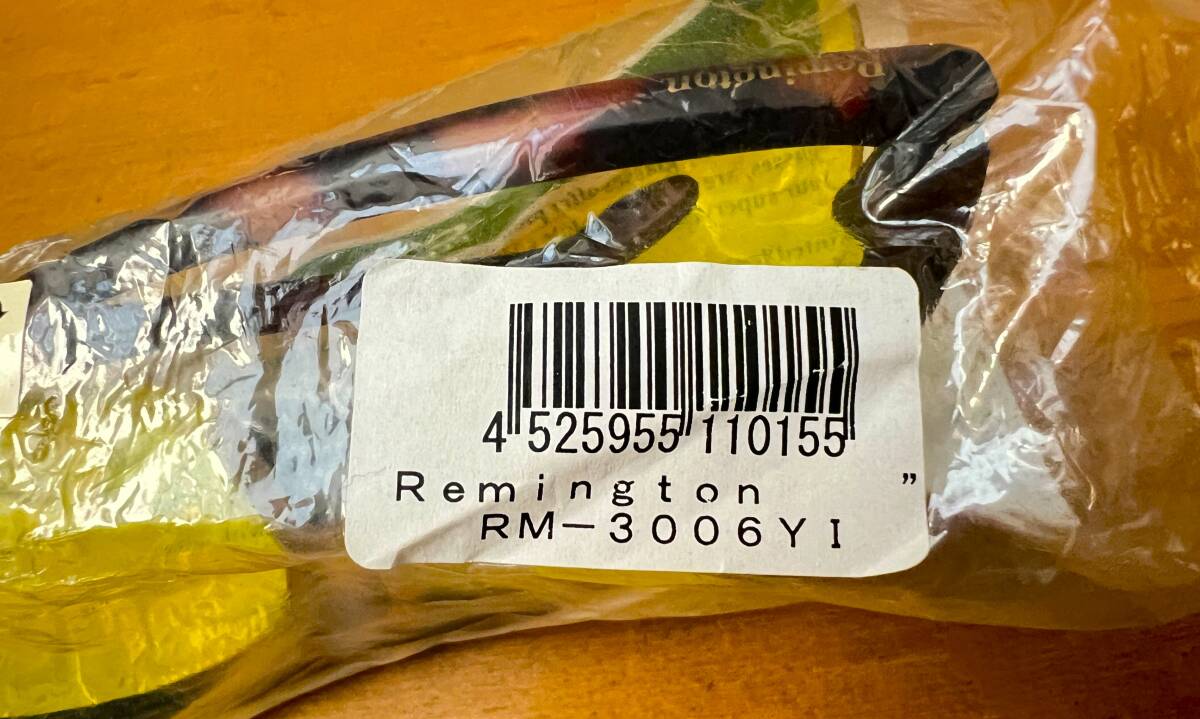 Remington
4 525955 110155
Remington ”
RM－3006YI